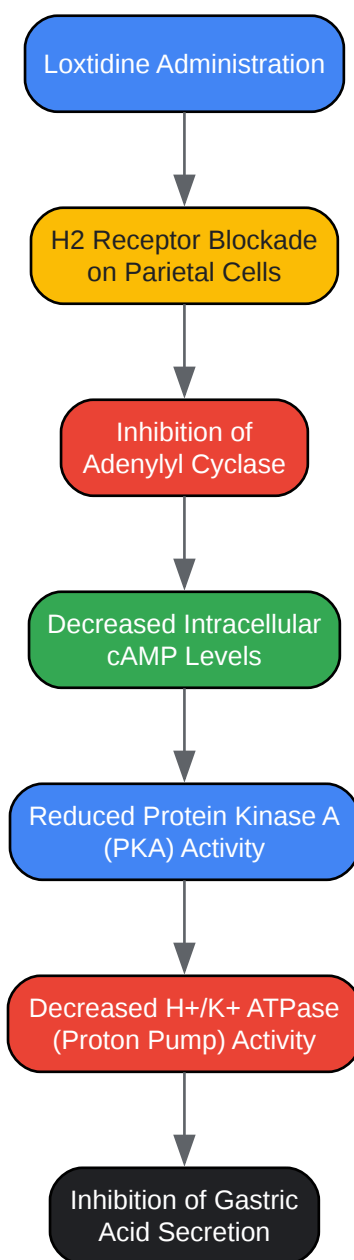 Loxtidine Administration
H2 Receptor Blockade
on Parietal Cells
Inhibition of
Adenylyl Cyclase
Decreased Intracellular
cAMP Levels
Reduced Protein Kinase A
(PKA) Activity
Decreased H+/K+ ATPase
(Proton Pump) Activity
Inhibition of Gastric
Acid Secretion